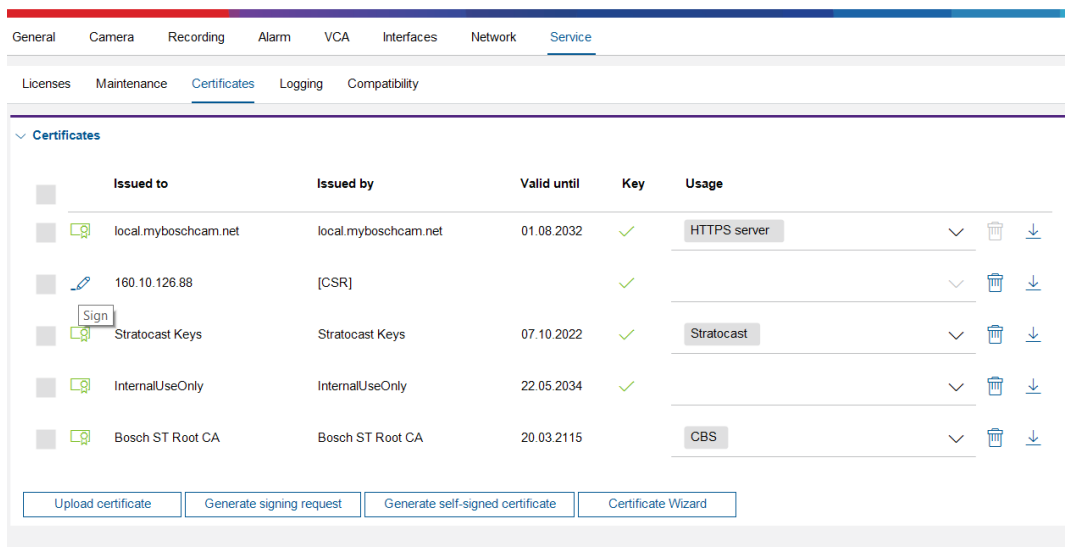 General Camera Recording Alarm VCA Interfaces Network Service
Licenses Maintenance Certificates Logging Compatibility
Certificates
Issued to Issued by Valid until Key Usage
local.myboschcam.net local.myboschcam.net 01.08.2032 HTTPS server
160.10.126.88 [CSR]
Sign
Stratocast Keys Stratocast Keys 07.10.2022 Stratocast
InternalUseOnly InternalUseOnly 22.05.2034
Bosch ST Root CA Bosch ST Root CA 20.03.2115 CBS
Upload certificate Generate signing request Generate self-signed certificate Certificate Wizard